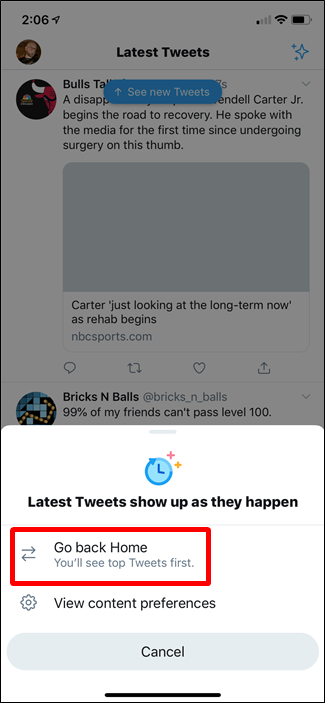 2:06
Latest Tweets
Bulls Tal
↑ See new Tweets
A disapp endell Carter Jr.
begins the road to recovery. He spoke with
the media for the first time since undergoing
surgery on this thumb.
Carter 'just looking at the long-term now'
as rehab begins
nbcsports.com
Bricks N Balls @bricks_n_balls
99% of my friends can't pass level 100.
Latest Tweets show up as they happen
Go back Home
You'll see top Tweets first.
View content preferences
Cancel